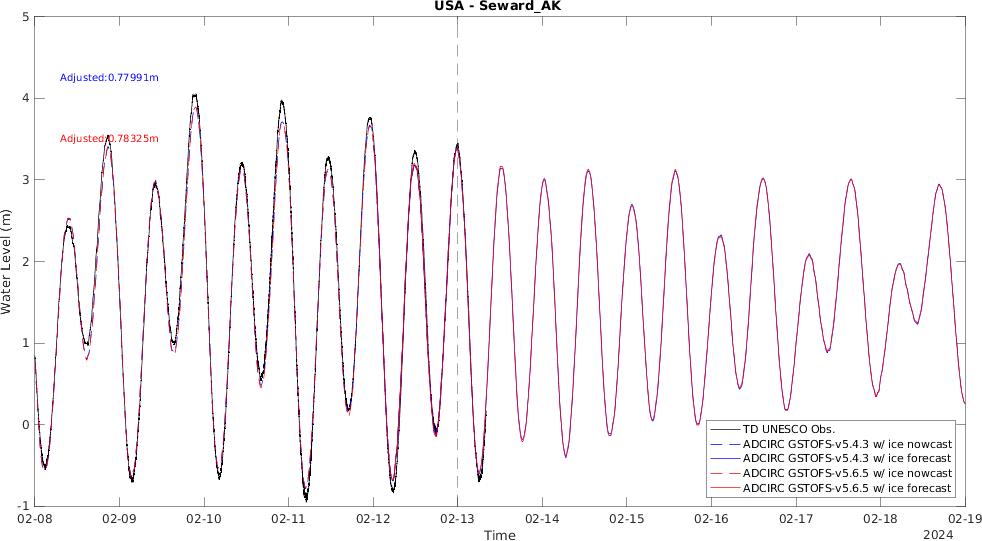 USA - Seward_AK
5
4
3
2
1
0
-1
Water Level (m)
Adjusted:0.77991m
Adjusted:0.78325m
TD UNESCO Obs.
ADCIRC GSTOFS-v5.4.3 w/ ice nowcast
ADCIRC GSTOFS-v5.4.3 w/ ice forecast
ADCIRC GSTOFS-v5.6.5 w/ ice nowcast
ADCIRC GSTOFS-v5.6.5 w/ ice forecast
02-08 02-09 02-10 02-11 02-12 02-13 02-14 02-15 02-16 02-17 02-18 02-19
Time
2024